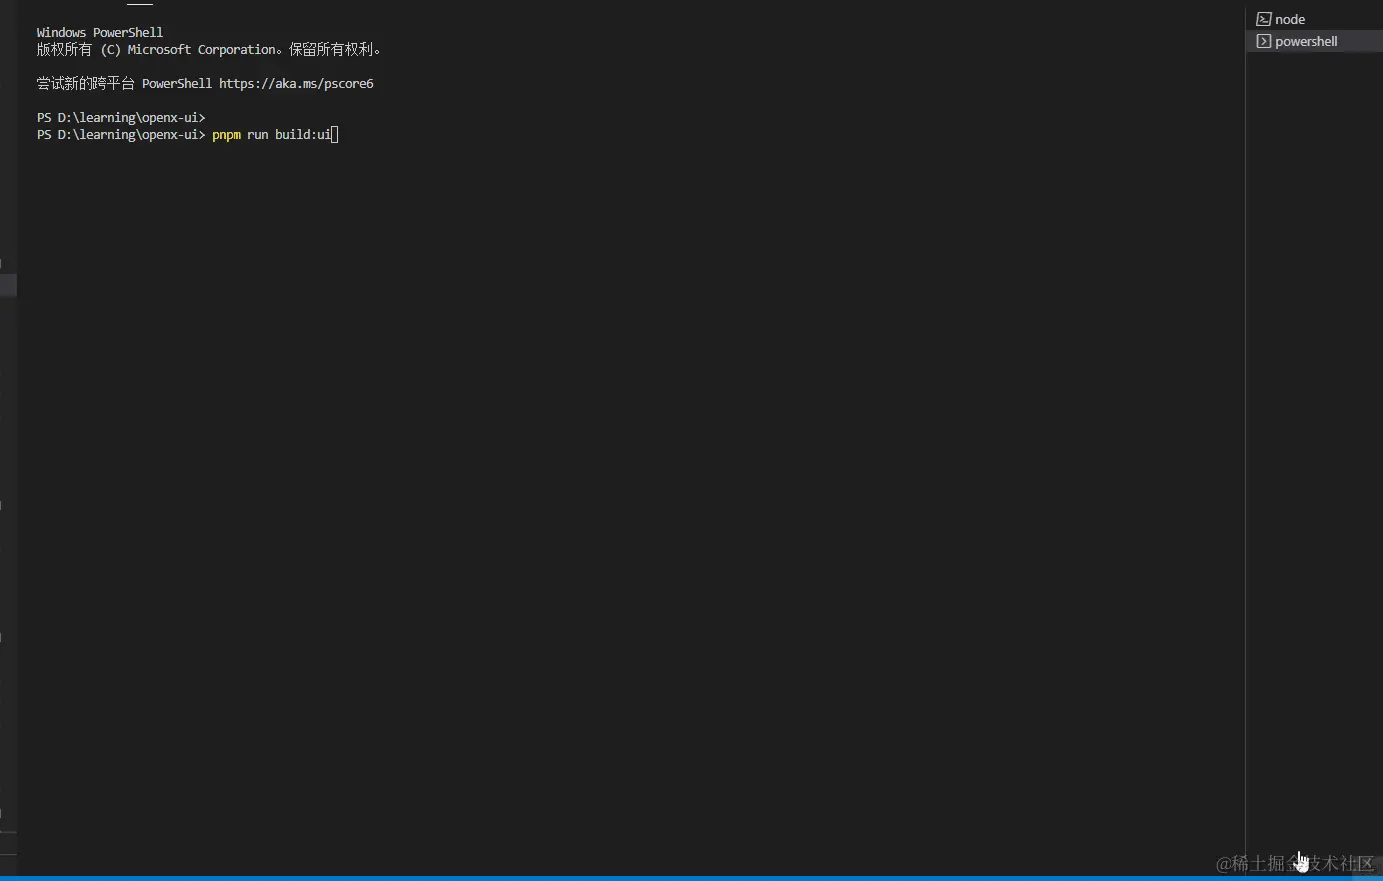 Windows PowerShell
版权所有 (C) Microsoft Corporation。保留所有权利。
尝试新的跨平台 PowerShell https://aka.ms/pscore6
PS D:\learning\openx-ui>
PS D:\learning\openx-ui> pnpm run build:ui
node
powershell
@稀土掘金技术社区